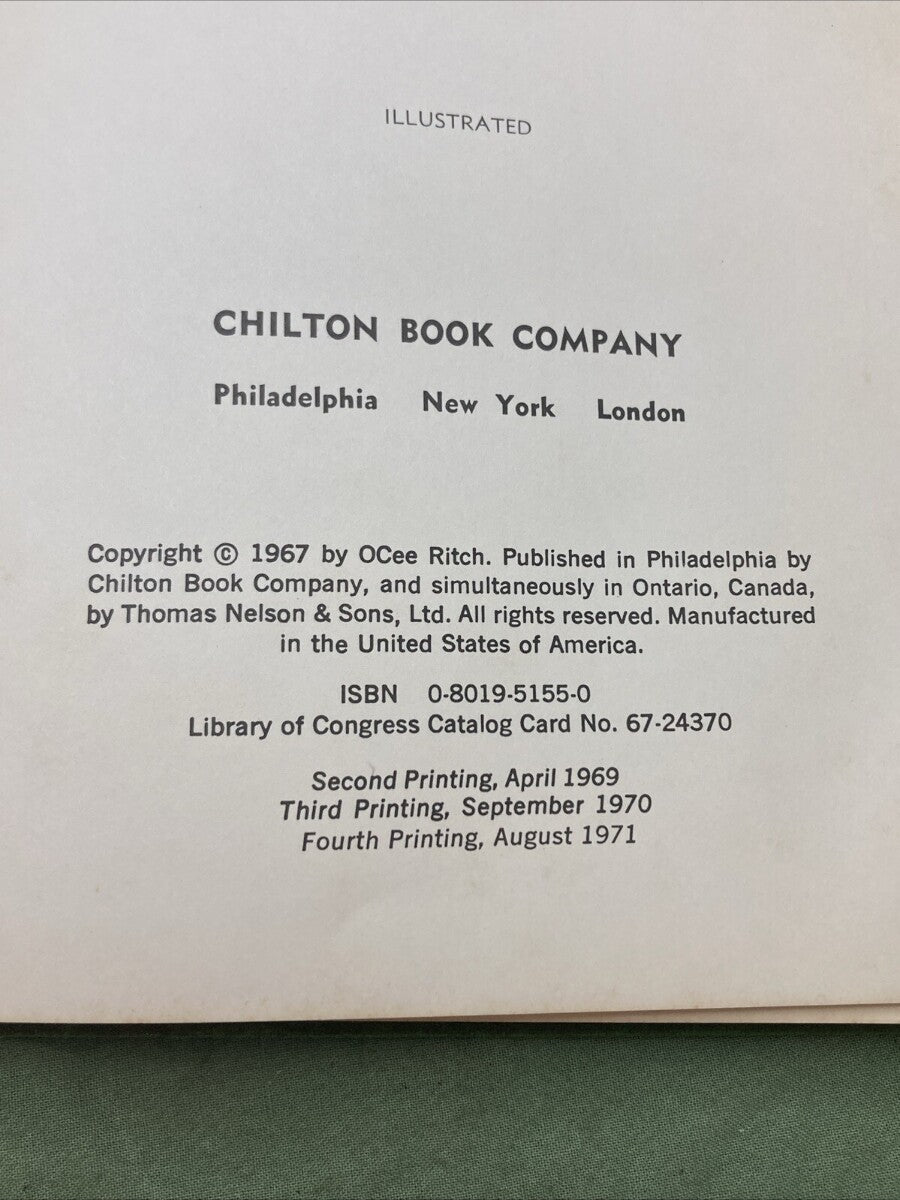 ILLUSTRATED
CHILTON BOOK COMPANY
Philadelphia New York London
Copyright © 1967 by OCee Ritch. Published in Philadelphia by
Chilton Book Company, and simultaneously in Ontario, Canada,
by Thomas Nelson & Sons, Ltd. All rights reserved. Manufactured
in the United States of America.
ISBN 0-8019-5155-0
Library of Congress Catalog Card No. 67-24370
Second Printing, April 1969
Third Printing, September 1970
Fourth Printing, August 1971